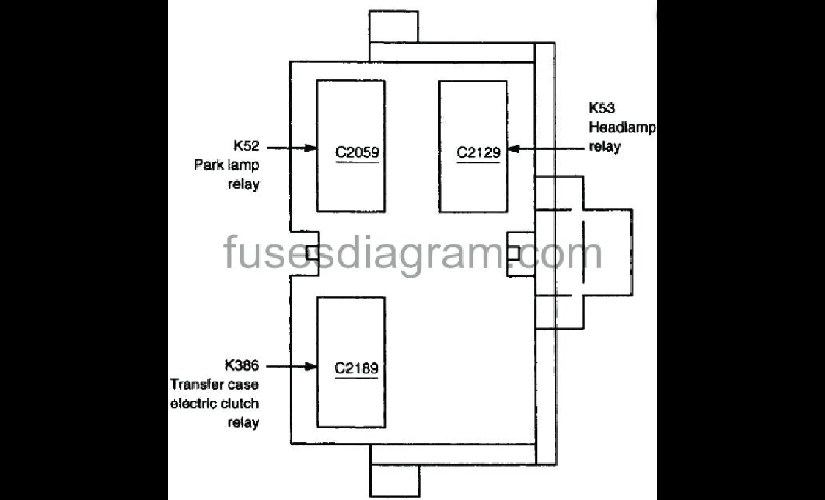 K53
Headlamp
relay
K52
Park lamp
relay
C2059
C2129
fusesdiagram.com
K386
Transfer case
electric clutch
relay
C2189